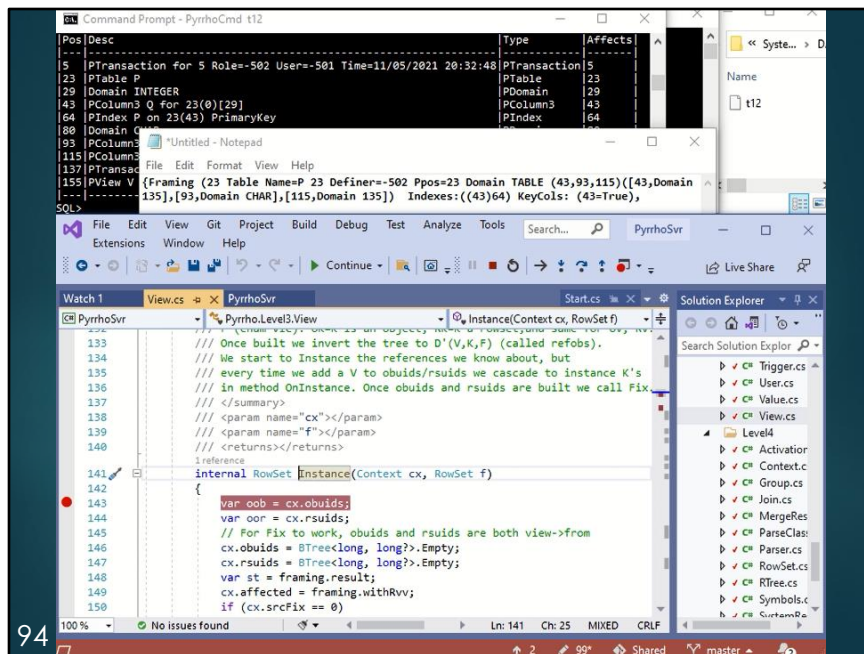 Command Prompt - PyrrhoCmd t12
|Pos|Desc |Type |Affects|
|5 |PTransaction for 5 Role=-502 User=-501 Time=11/05/2021 20:32:48|PTransaction|5
|23 |PTable P |PTable |23
|29 |Domain INTEGER |PDomain |29
|43 |PColumn3 Q for 23(0)[29] |PColumn3 |43
|64 |PIndex P on 23(43) PrimaryKey |PIndex |64
|80 |Domain
|93 |PColumn3
|115|PColumn3
|137|PTransac
|155|PView V
SQL>
« Syste... > D
Name
t12
*Untitled - Notepad
File Edit Format View Help
{Framing (23 Table Name=P 23 Definer=-502 Ppos=23 Domain TABLE (43,93,115)([43,Domain
135],[93,Domain CHAR],[115,Domain 135]) Indexes:((43)64) KeyCols: (43=True),
File Edit View Git Project Build Debug Test Analyze Tools Search... PyrrhoSvr
Extensions Window Help
Continue Live Share
Watch 1 View.cs PyrrhoSvr Start.cs
PyrrhoSvr Pyrrho.Level3.View Instance(Context cx, RowSet f)
133 /// Once built we invert the tree to D'(V,K,F) (called refobs).
134 /// We start to Instance the references we know about, but
135 /// every time we add a V to obuids/rsuids we cascade to instance K's
136 /// in method OnInstance. Once obuids and rsuids are built we call Fix.
137 /// </summary>
138 /// <param name="cx"></param>
139 /// <param name="f"></param>
140 /// <returns></returns>
1 reference
141 internal RowSet Instance(Context cx, RowSet f)
142 {
143 var oob = cx.obuids;
144 var oor = cx.rsuids;
145 // For Fix to work, obuids and rsuids are both view->from
146 cx.obuids = BTree<long, long?>.Empty;
147 cx.rsuids = BTree<long, long?>.Empty;
148 var st = framing.result;
149 cx.affected = framing.withRvv;
150 if (cx.srcFix == 0)
100 % No issues found Ln: 141 Ch: 25 MIXED CRLF
Solution Explorer
Search Solution Explor
C# Trigger.cs
C# User.cs
C# Value.cs
C# View.cs
Level4
C# Activation
C# Context.c
C# Group.cs
C# Join.cs
C# MergeRes
C# ParseClass
C# Parser.cs
C# RowSet.cs
C# RTree.cs
C# Symbols.c
C# SystemRe
2 99* Shared master 2
94